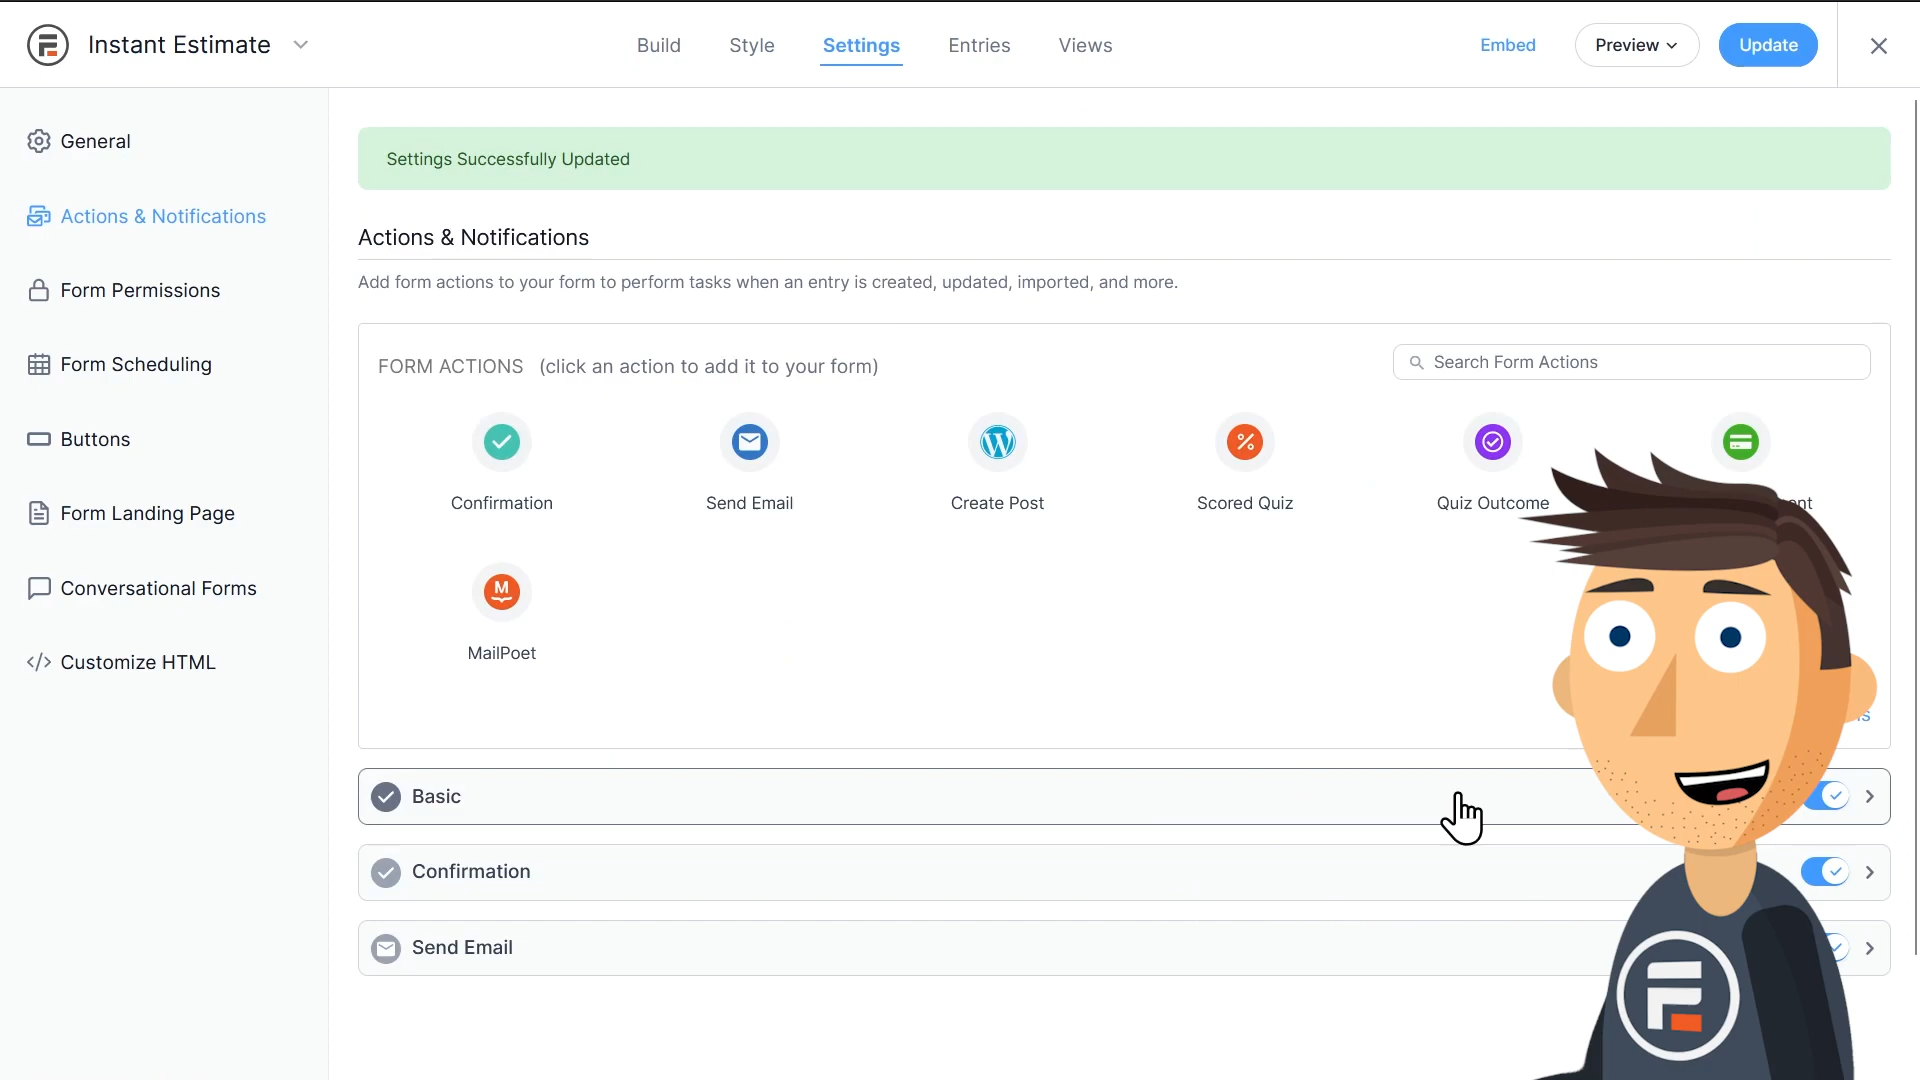 Instant Estimate
Build
Style
Settings
Entries
Views
Embed
Preview
Update
General
Actions & Notifications
Form Permissions
Form Scheduling
Buttons
Form Landing Page
Conversational Forms
Customize HTML
Settings Successfully Updated
Actions & Notifications
Add form actions to your form to perform tasks when an entry is created, updated, imported, and more.
FORM ACTIONS (click an action to add it to your form)
Search Form Actions
Confirmation
Send Email
Create Post
Scored Quiz
Quiz Outcome
MailPoet
Basic
Confirmation
Send Email